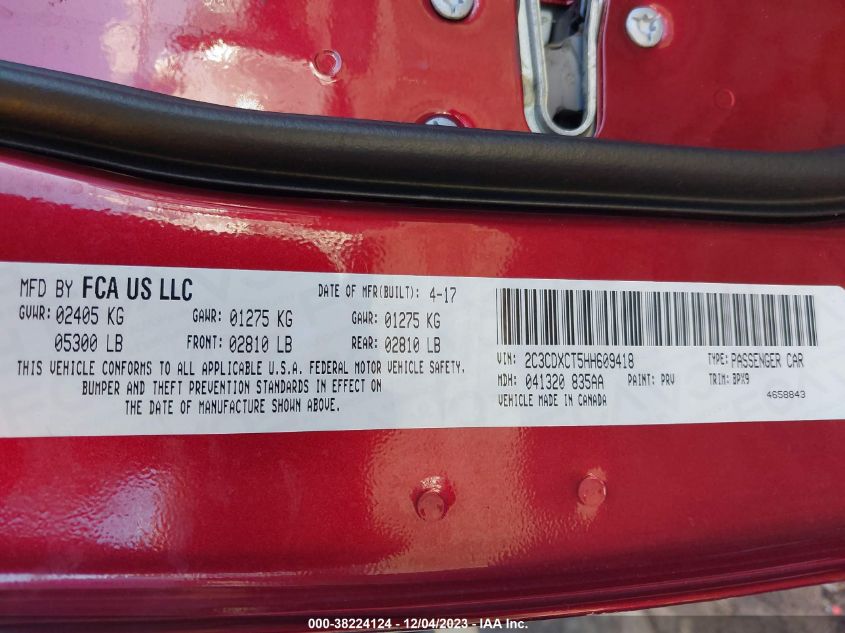 MFD BY FCA US LLC
DATE OF MFR(BUILT): 4-17
GVWR: 02405 KG GAWR: 01275 KG GAWR: 01275 KG
05300 LB FRONT: 02810 LB REAR: 02810 LB
THIS VEHICLE CONFORMS TO ALL APPLICABLE U.S.A. FEDERAL MOTOR VEHICLE SAFETY,
BUMPER AND THEFT PREVENTION STANDARDS IN EFFECT ON
THE DATE OF MANUFACTURE SHOWN ABOVE.
VIN: 2C3CDXCT5HH609418 TYPE: PASSENGER CAR
MDH: 041320 835AA PAINT: PRV TRIM: BPX9
VEHICLE MADE IN CANADA 4658843
000-38224124 - 12/04/2023 - IAA Inc.